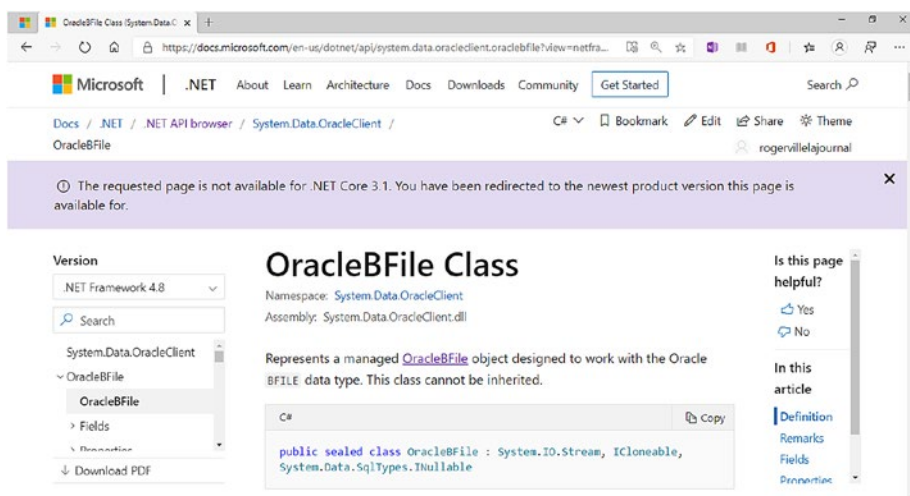 OracleBFile Class (System.Data.O
https://docs.microsoft.com/en-us/dotnet/api/system.data.oracleclient.oraclebfile?view=netfra...
Microsoft | .NET About Learn Architecture Docs Downloads Community Get Started Search
Docs / .NET / .NET API browser / System.Data.OracleClient / C# Bookmark Edit Share Theme
OracleBFile rogervillelajournal
The requested page is not available for .NET Core 3.1. You have been redirected to the newest product version this page is
available for.
Version
.NET Framework 4.8
Search
System.Data.OracleClient
OracleBFile
OracleBFile
Fields
Properties
Download PDF
OracleBFile Class
Namespace: System.Data.OracleClient
Assembly: System.Data.OracleClient.dll
Represents a managed OracleBFile object designed to work with the Oracle
BFILE data type. This class cannot be inherited.
C# Copy
public sealed class OracleBFile : System.IO.Stream, ICloneable,
System.Data.SqlTypes.INullable
Is this page
helpful?
Yes
No
In this
article
Definition
Remarks
Fields
Properties